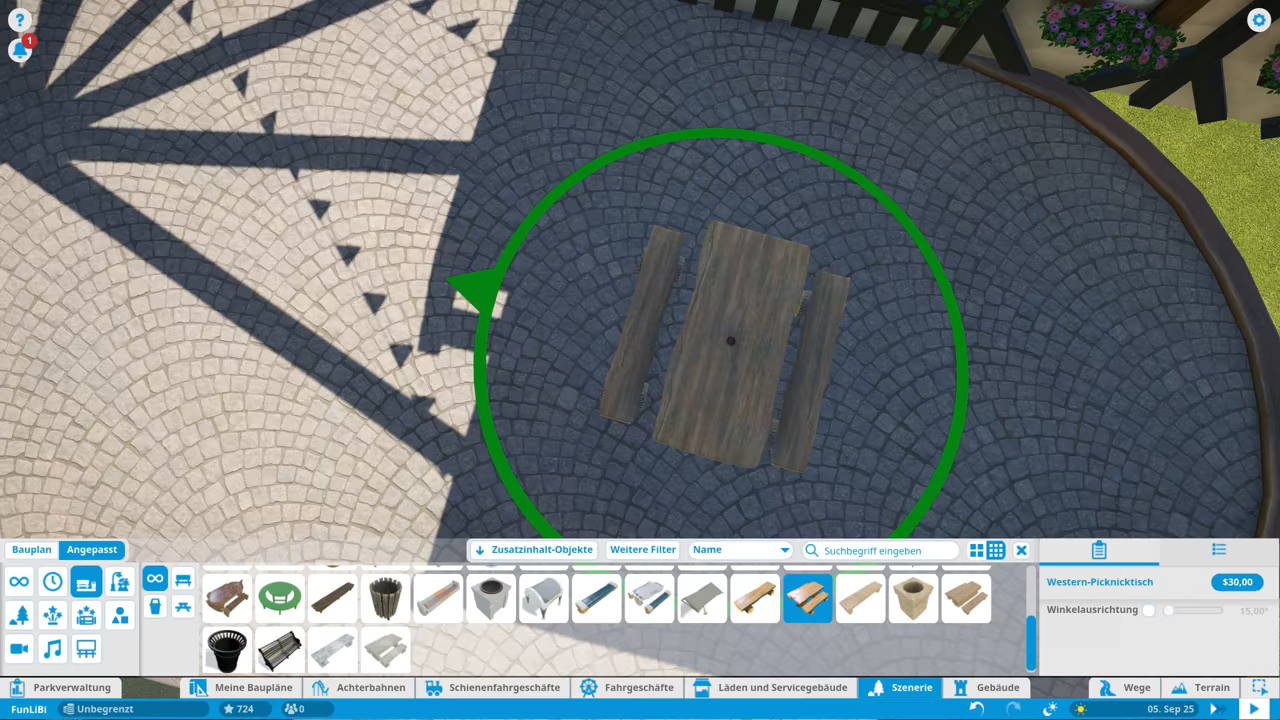 ?
1
Bauplan
Angepasst
Zusatzinhalt-Objekte
Weitere Filter
Name
Suchbegriff eingeben
Western-Picknicktisch
$30,00
Winkelausrichtung
15,00°
Parkverwaltung
Meine Baupläne
Achterbahnen
Schienenfahrgeschäfte
Fahrgeschäfte
Läden und Servicegebäude
Szenerie
Gebäude
Wege
Terrain
FunLiBi
Unbegrenzt
724
0
05. Sep 25